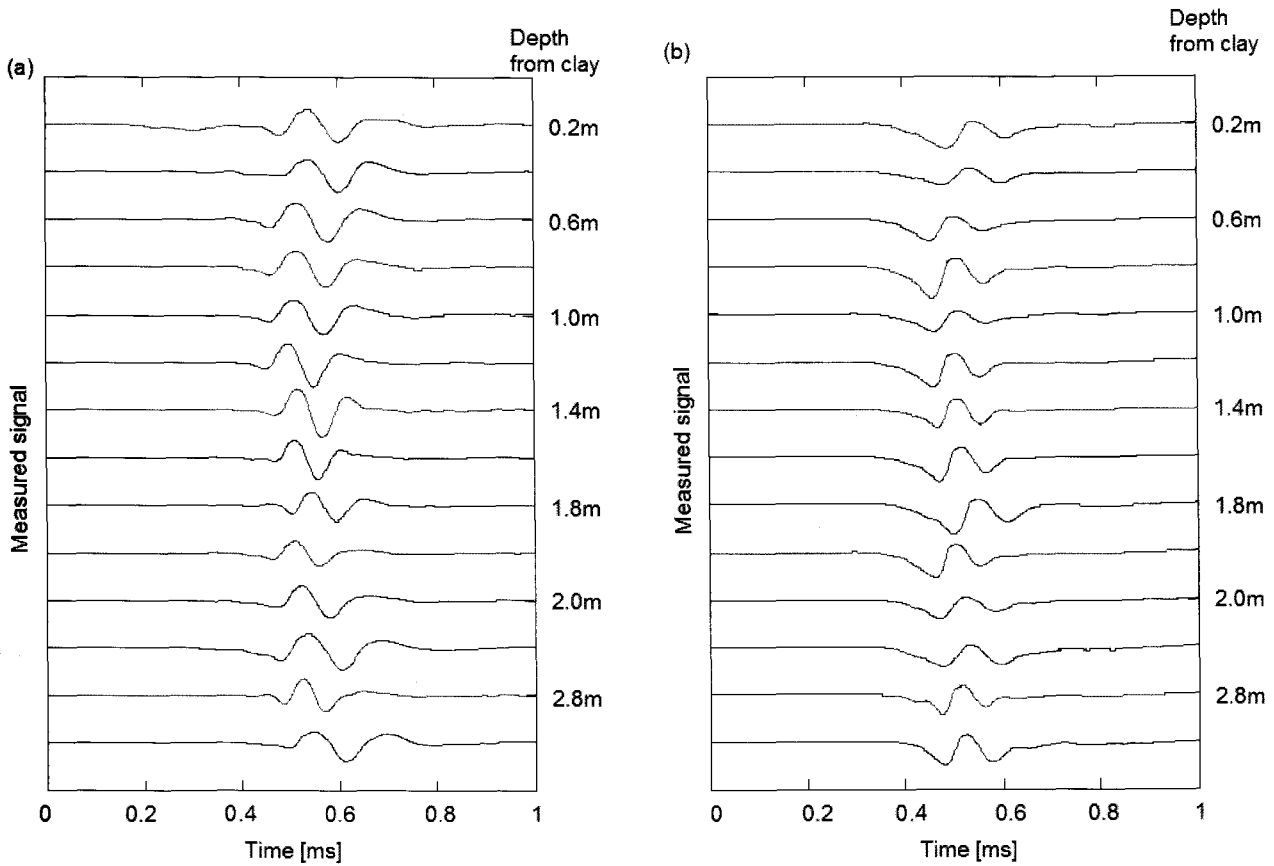 (a)
Depth
from clay
0.2m
0.6m
1.0m
1.4m
1.8m
2.0m
2.8m
Measured signal
0
0.2
0.4
0.6
0.8
1
Time [ms]
(b)
Depth
from clay
0.2m
0.6m
1.0m
1.4m
1.8m
2.0m
2.8m
Measured signal
0
0.2
0.4
0.6
0.8
1
Time [ms]